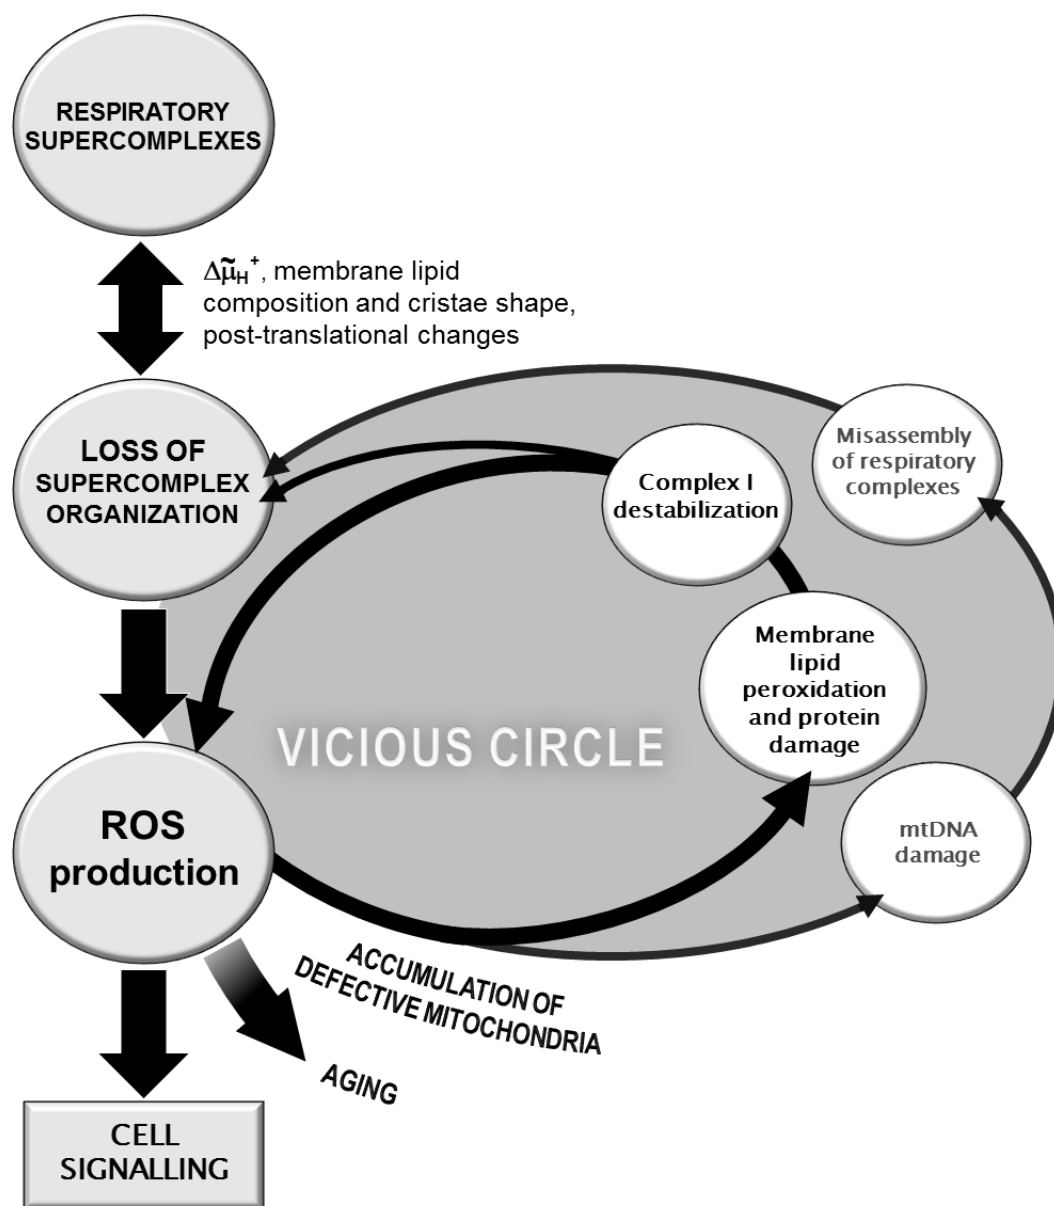 RESPIRATORY
SUPERCOMPLEXES
Δμ̃H+, membrane lipid
composition and cristae shape,
post-translational changes
LOSS OF
SUPERCOMPLEX
ORGANIZATION
Misassembly
of respiratory
complexes
Complex I
destabilization
Membrane
lipid
peroxidation
and protein
damage
VICIOUS CIRCLE
ROS
production
mtDNA
damage
ACCUMULATION OF
DEFECTIVE MITOCHONDRIA
AGING
CELL
SIGNALLING